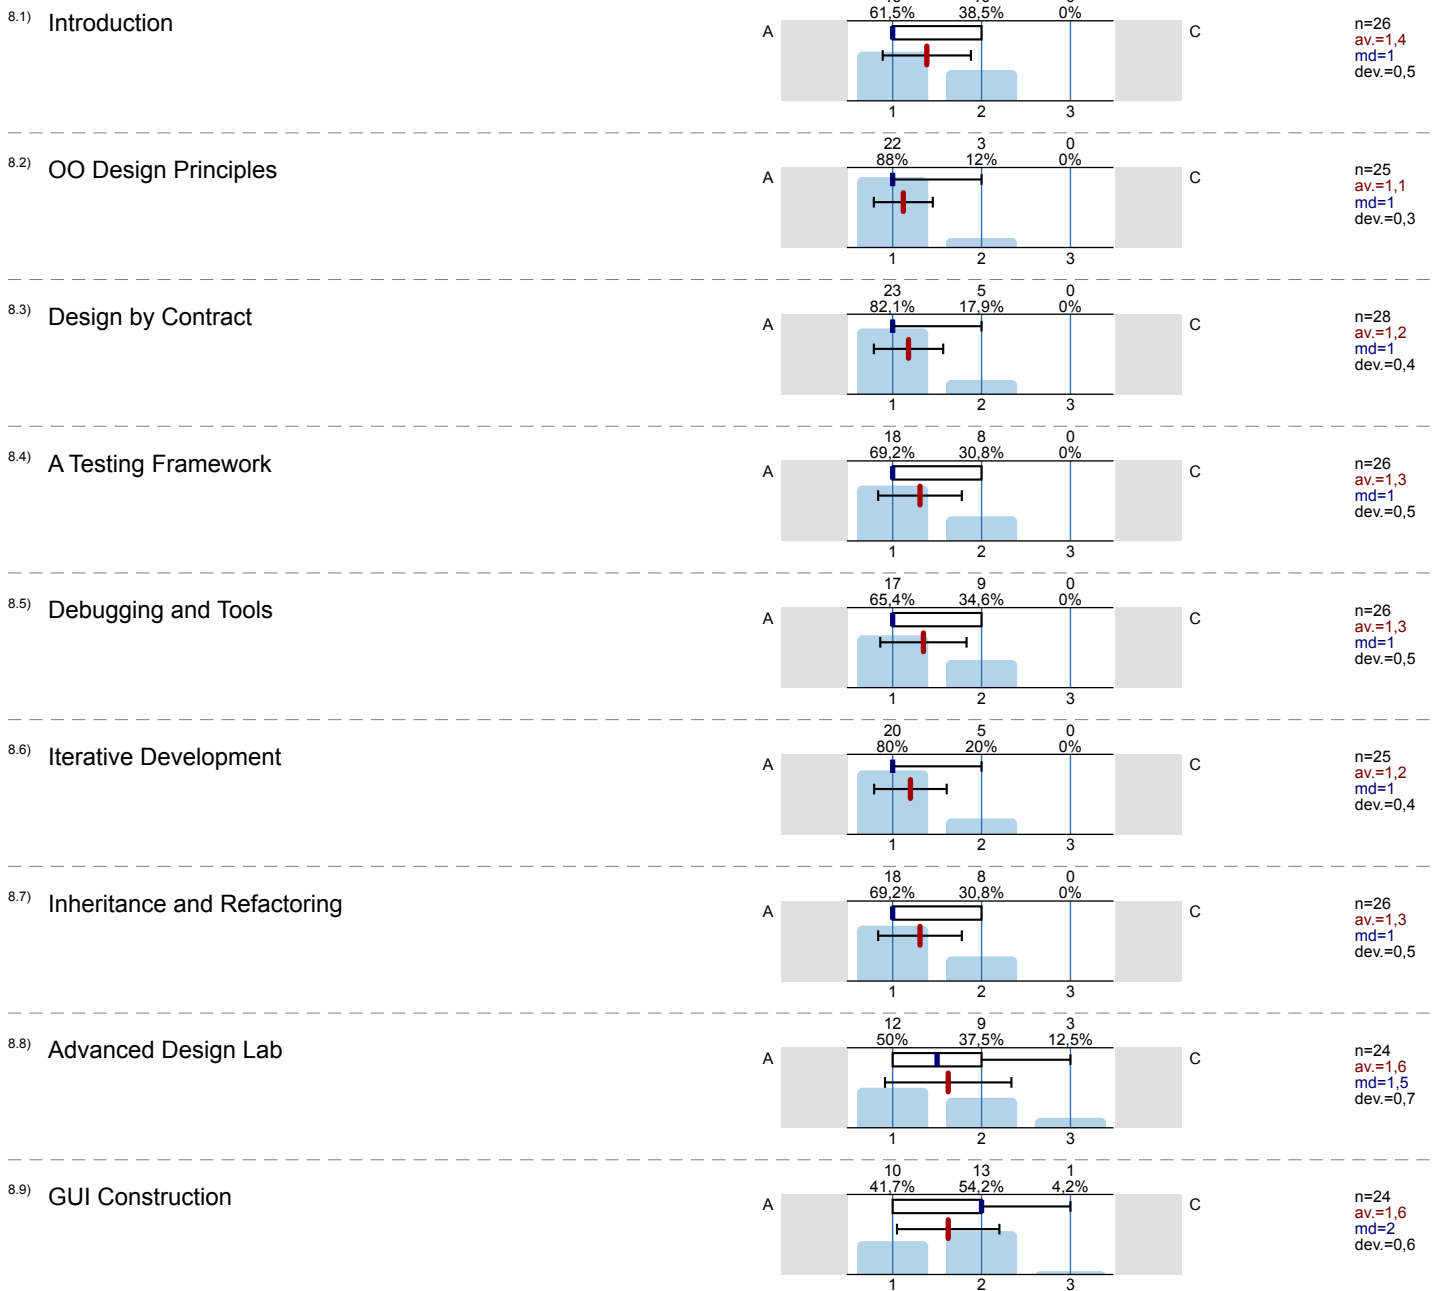 8.1) Introduction
61,5% 38,5% 0%
A C
1 2 3
n=26
av.=1,4
md=1
dev.=0,5
8.2) OO Design Principles
22 3 0
88% 12% 0%
A C
1 2 3
n=25
av.=1,1
md=1
dev.=0,3
8.3) Design by Contract
23 5 0
82,1% 17,9% 0%
A C
1 2 3
n=28
av.=1,2
md=1
dev.=0,4
8.4) A Testing Framework
18 8 0
69,2% 30,8% 0%
A C
1 2 3
n=26
av.=1,3
md=1
dev.=0,5
8.5) Debugging and Tools
17 9 0
65,4% 34,6% 0%
A C
1 2 3
n=26
av.=1,3
md=1
dev.=0,5
8.6) Iterative Development
20 5 0
80% 20% 0%
A C
1 2 3
n=25
av.=1,2
md=1
dev.=0,4
8.7) Inheritance and Refactoring
18 8 0
69,2% 30,8% 0%
A C
1 2 3
n=26
av.=1,3
md=1
dev.=0,5
8.8) Advanced Design Lab
12 9 3
50% 37,5% 12,5%
A C
1 2 3
n=24
av.=1,6
md=1,5
dev.=0,7
8.9) GUI Construction
10 13 1
41,7% 54,2% 4,2%
A C
1 2 3
n=24
av.=1,6
md=2
dev.=0,6